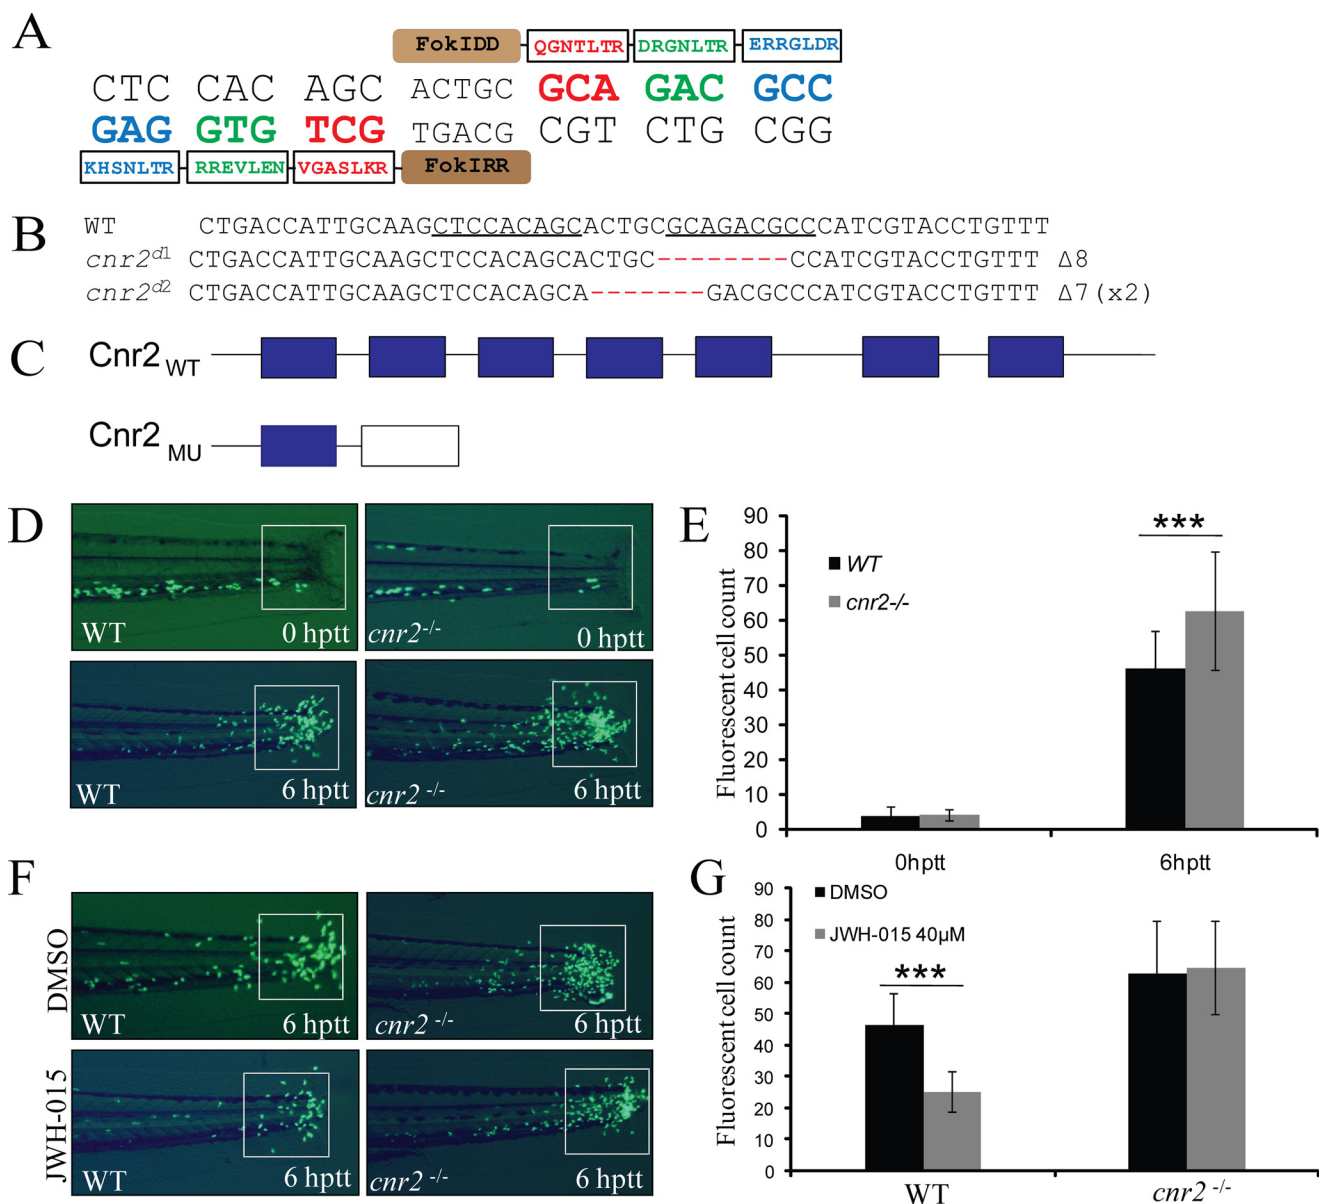 A
FokIDD QGNTLTR DRGNLTR ERRGLDR
CTC CAC AGC ACTGC GCA GAC GCC
GAG GTG TCG TGACG CGT CTG CGG
KHSNLTR RREVLEN VGASLKR FokIRR
B
WT CTGACCATTGCAAGCTCCACAGCACTGCGCAGACGCCCATCGTACCTGTTT
cnr2d1 CTGACCATTGCAAGCTCCACAGCACTGC--------CCATCGTACCTGTTT Δ8
cnr2d2 CTGACCATTGCAAGCTCCACAGCA-------GACGCCCATCGTACCTGTTT Δ7(x2)
C
Cnr2 WT
Cnr2 MU
D
WT 0 hptt
cnr2-/- 0 hptt
WT 6 hptt
cnr2 -/- 6 hptt
E
Fluorescent cell count
90
80
70
60
50
40
30
20
10
0
WT
cnr2-/-
***
0hptt 6hptt
F
DMSO
WT 6 hptt
cnr2 -/- 6 hptt
JWH-015
WT 6 hptt
cnr2 -/- 6 hptt
G
Fluorescent cell count
90
80
70
60
50
40
30
20
10
0
DMSO
JWH-015 40µM
***
WT cnr2 -/-